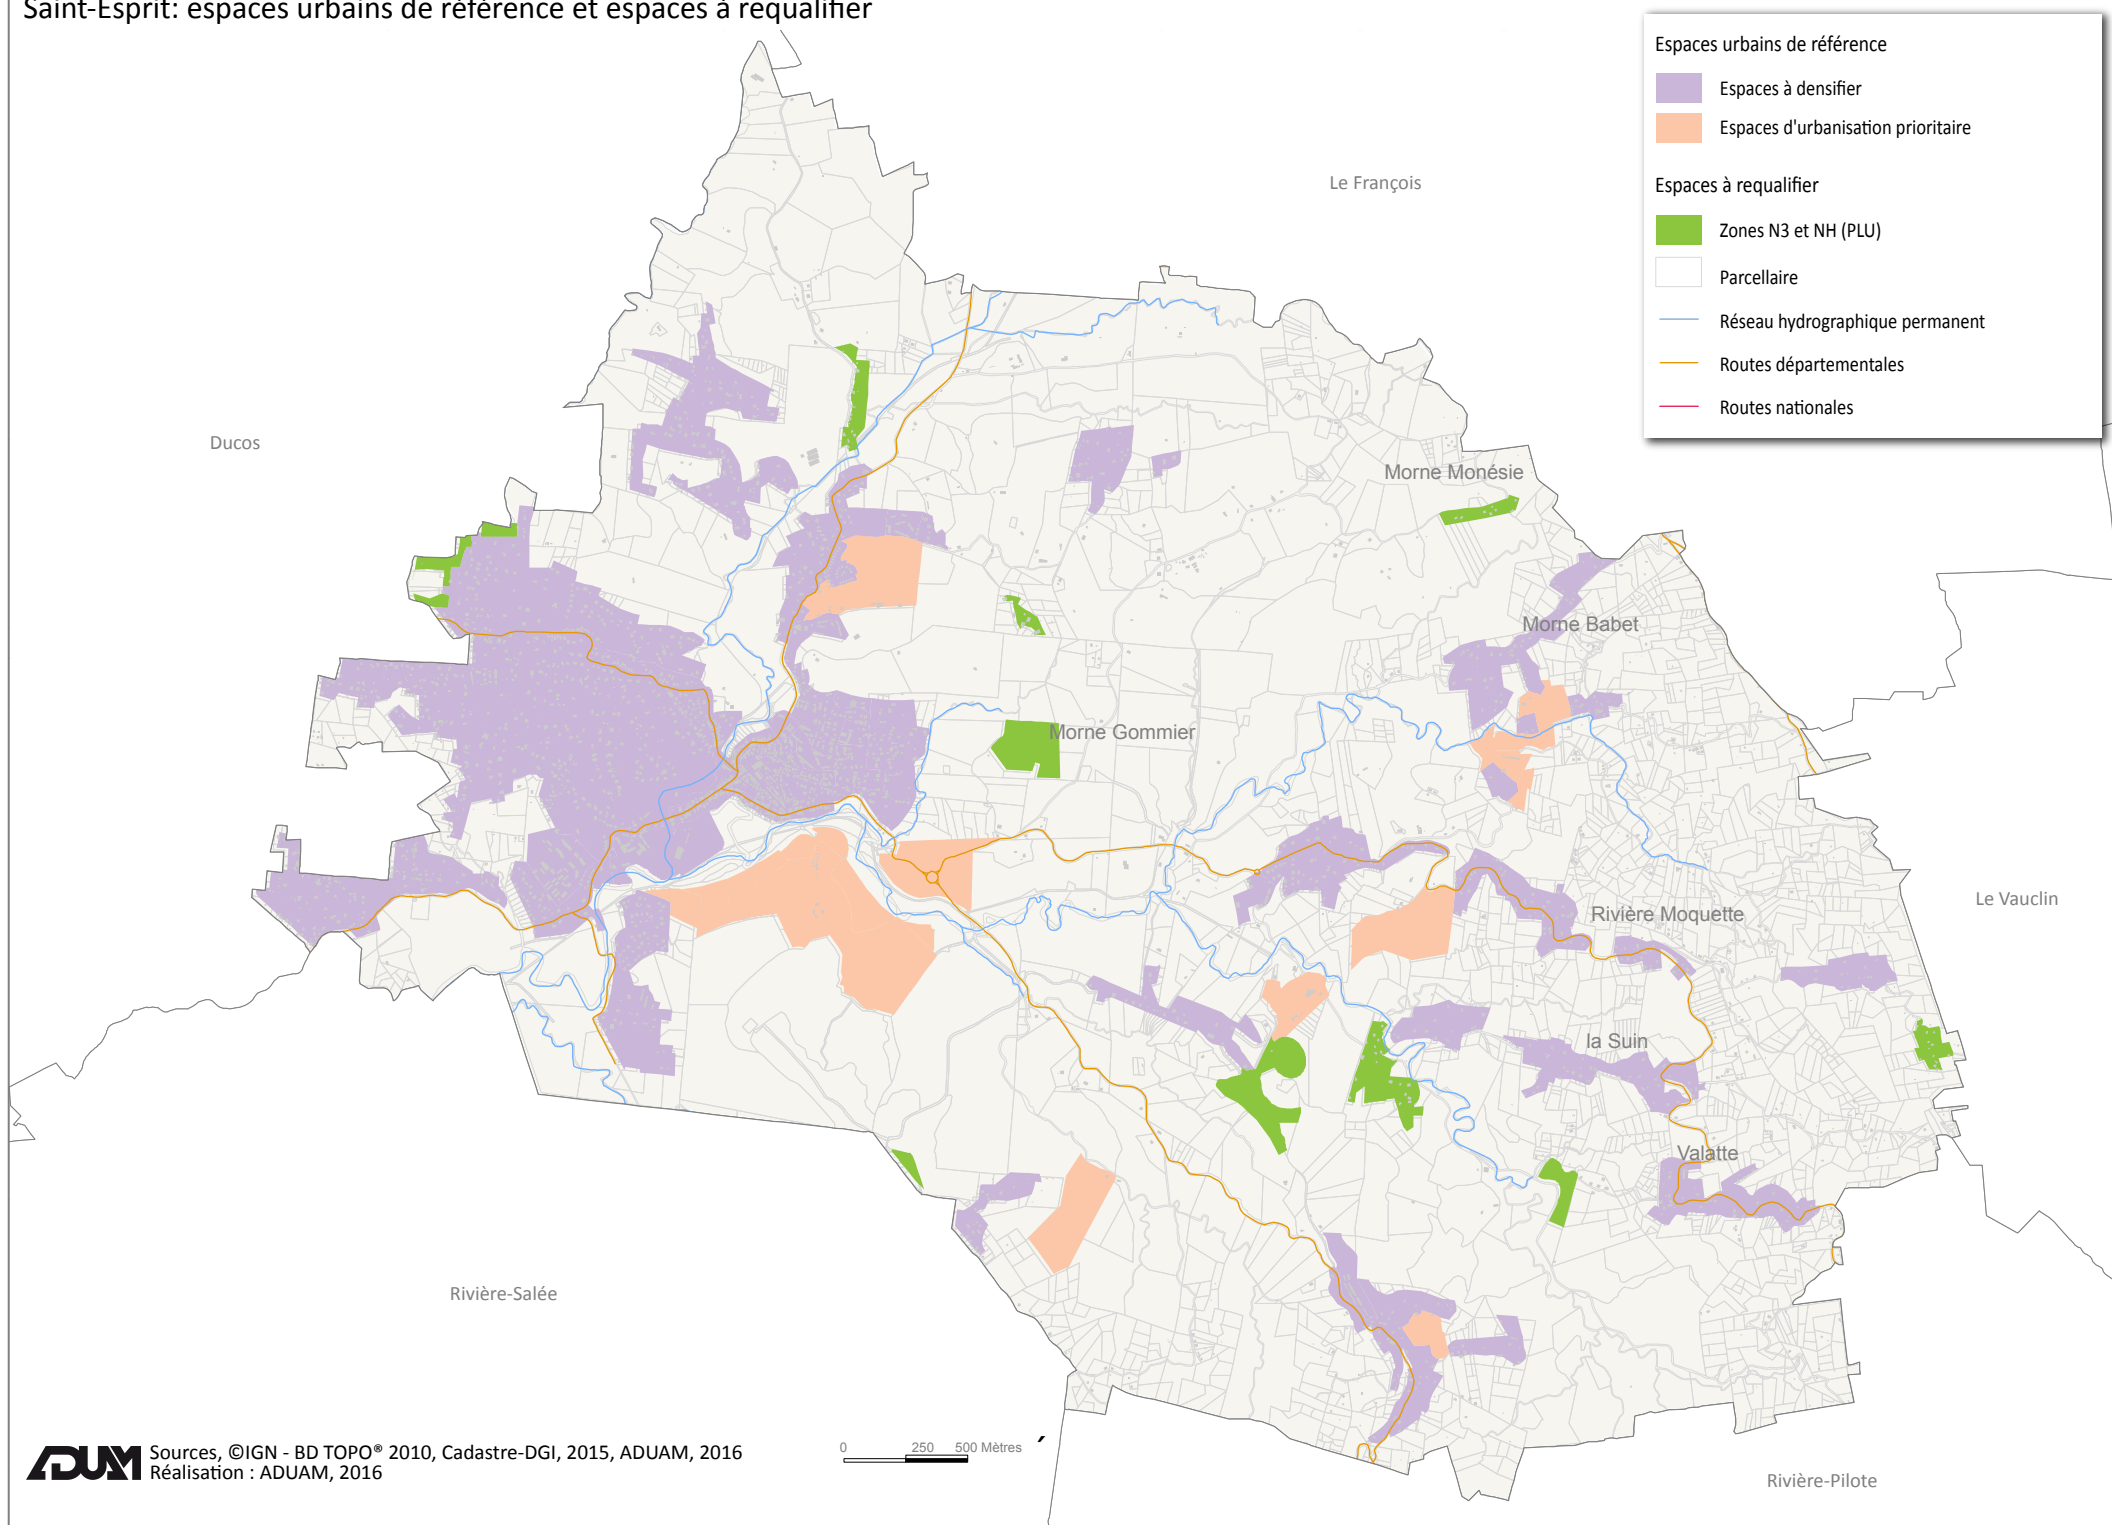 Saint-Esprit: espaces urbains de référence et espaces à requalifier
Espaces urbains de référence
Espaces à densifier
Espaces d'urbanisation prioritaire
Espaces à requalifier
Zones N3 et NH (PLU)
Parcellaire
Réseau hydrographique permanent
Routes départementales
Routes nationales
Le François
Ducos
Morne Monésie
Morne Babet
Morne Gommier
Le Vauclin
Rivière Moquette
la Suin
Valatte
Rivière-Salée
Rivière-Pilote
ADUAM
Sources, ©IGN - BD TOPO® 2010, Cadastre-DGI, 2015, ADUAM, 2016
Réalisation : ADUAM, 2016
0 250 500 Mètres